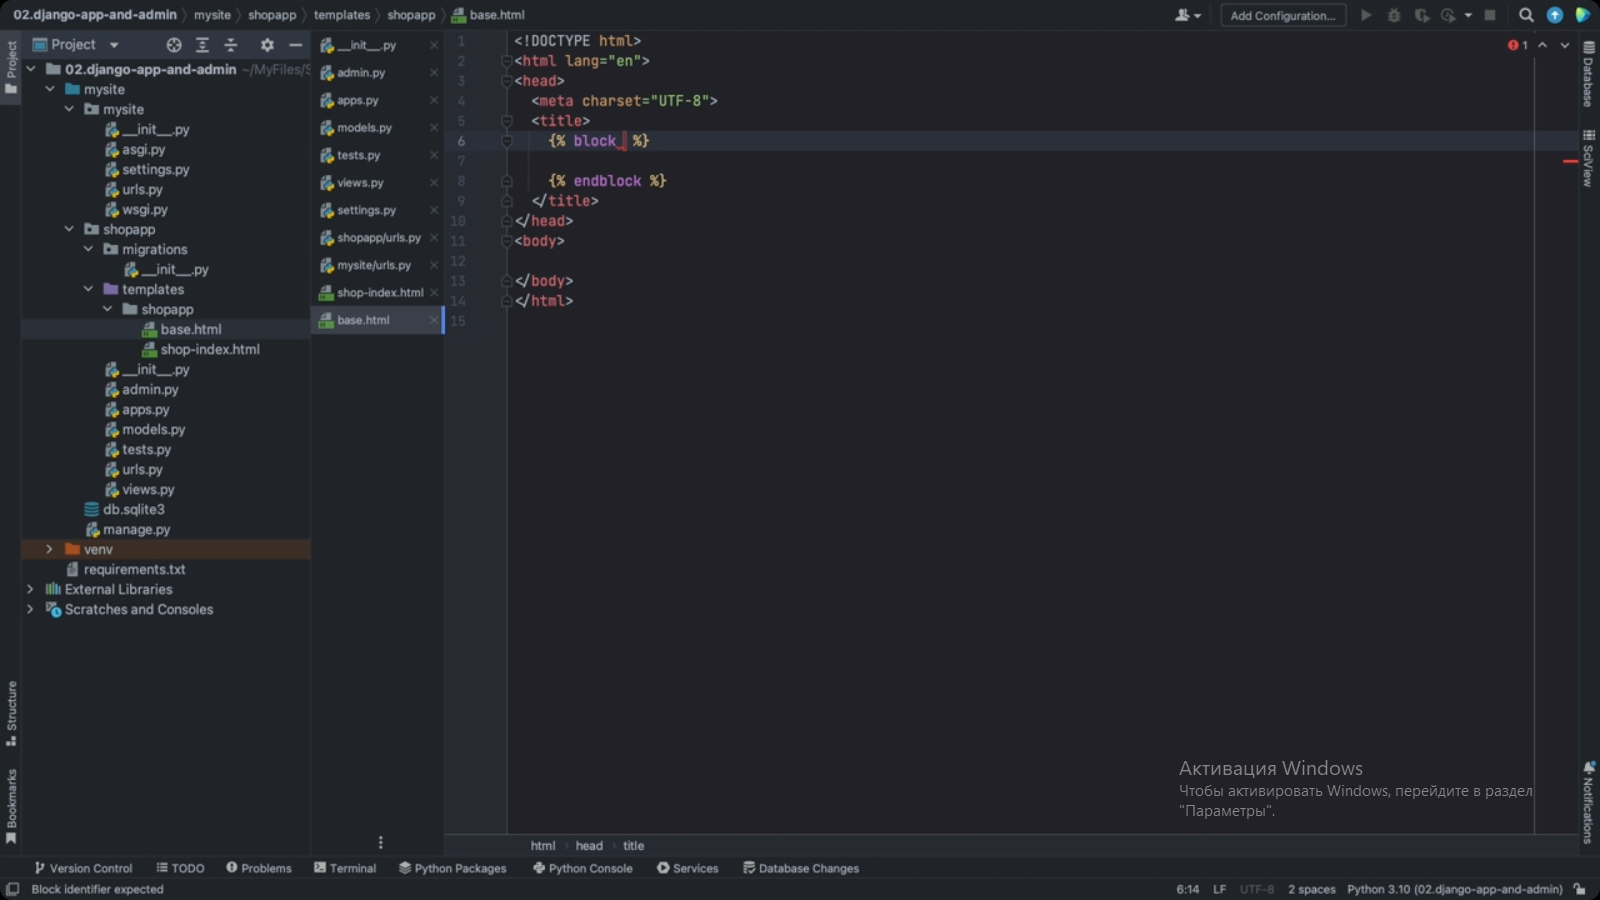 02.django-app-and-admin mysite shopapp templates shopapp base.html
Add Configuration...
Project
Project
02.django-app-and-admin ~/MyFiles/S
mysite
mysite
__init__.py
asgi.py
settings.py
urls.py
wsgi.py
shopapp
migrations
__init__.py
templates
shopapp
base.html
shop-index.html
__init__.py
admin.py
apps.py
models.py
tests.py
urls.py
views.py
db.sqlite3
manage.py
venv
requirements.txt
External Libraries
Scratches and Consoles
Structure
Bookmarks
__init__.py
admin.py
apps.py
models.py
tests.py
views.py
settings.py
shopapp/urls.py
mysite/urls.py
shop-index.html
base.html
1 <!DOCTYPE html>
2 <html lang="en">
3 <head>
4 <meta charset="UTF-8">
5 <title>
6 {% block  %}
7
8 {% endblock %}
9 </title>
10 </head>
11 <body>
12
13 </body>
14 </html>
15
1
Database
SciView
Notifications
Активация Windows
Чтобы активировать Windows, перейдите в раздел
"Параметры".
html head title
Version Control TODO Problems Terminal Python Packages Python Console Services Database Changes
Block identifier expected
6:14 LF UTF-8 2 spaces Python 3.10 (02.django-app-and-admin)